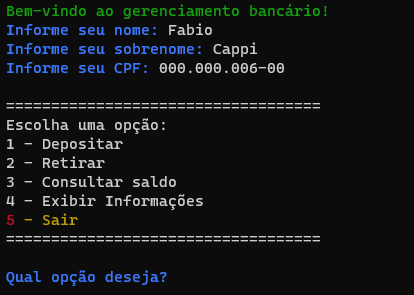 Bem-vindo ao gerenciamento bancário!
Informe seu nome: Fabio
Informe seu sobrenome: Cappi
Informe seu CPF: 000.000.006-00
===================================
Escolha uma opção:
1 - Depositar
2 - Retirar
3 - Consultar saldo
4 - Exibir Informações
5 - Sair
===================================
Qual opção deseja?